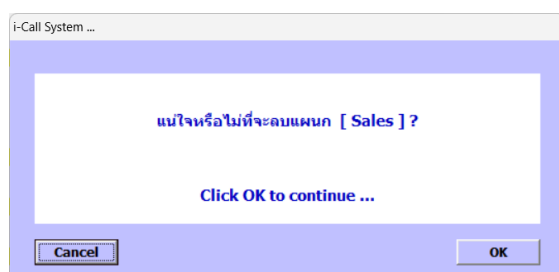 i-Call System ...
แน่ใจหรือไม่ที่จะลบแผนก [ Sales ] ?
Click OK to continue ...
Cancel
OK